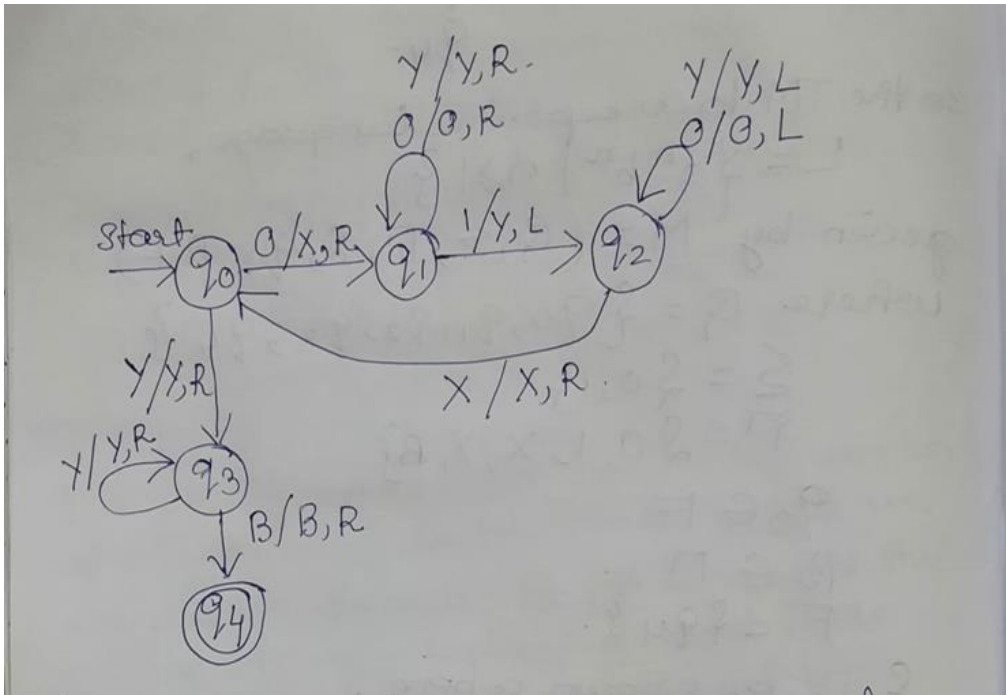 Y/Y, R.
0/0, R
Y/Y, L
0/0, L
Start
q0
0/X, R
q1
1/Y, L
q2
X/X, R.
Y/Y, R
Y/Y, R
q3
B/B, R
q4